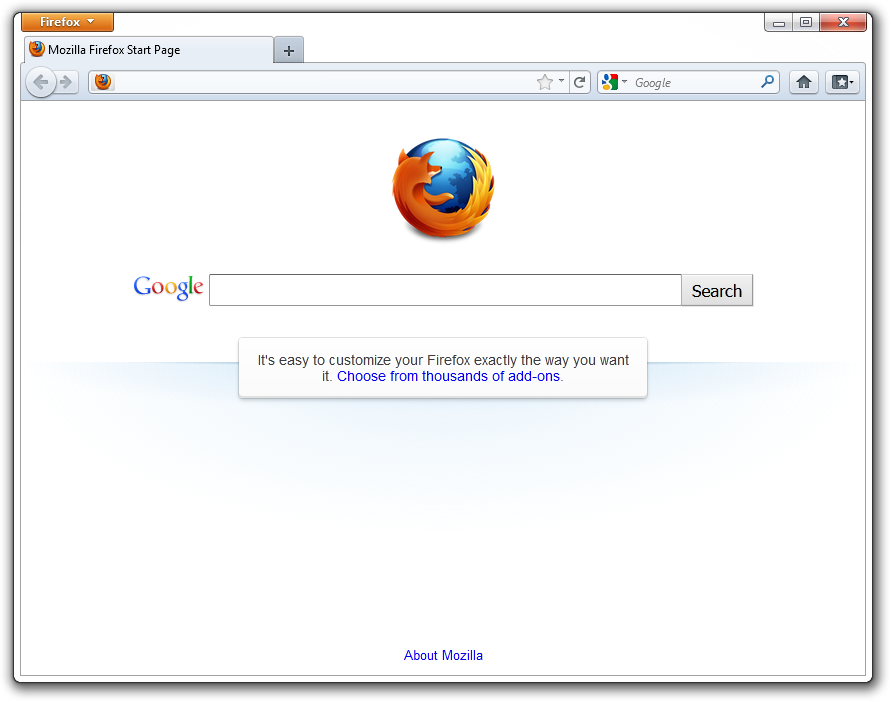 Firefox
Mozilla Firefox Start Page
Google
Google
Search
It's easy to customize your Firefox exactly the way you want
it. Choose from thousands of add-ons.
About Mozilla